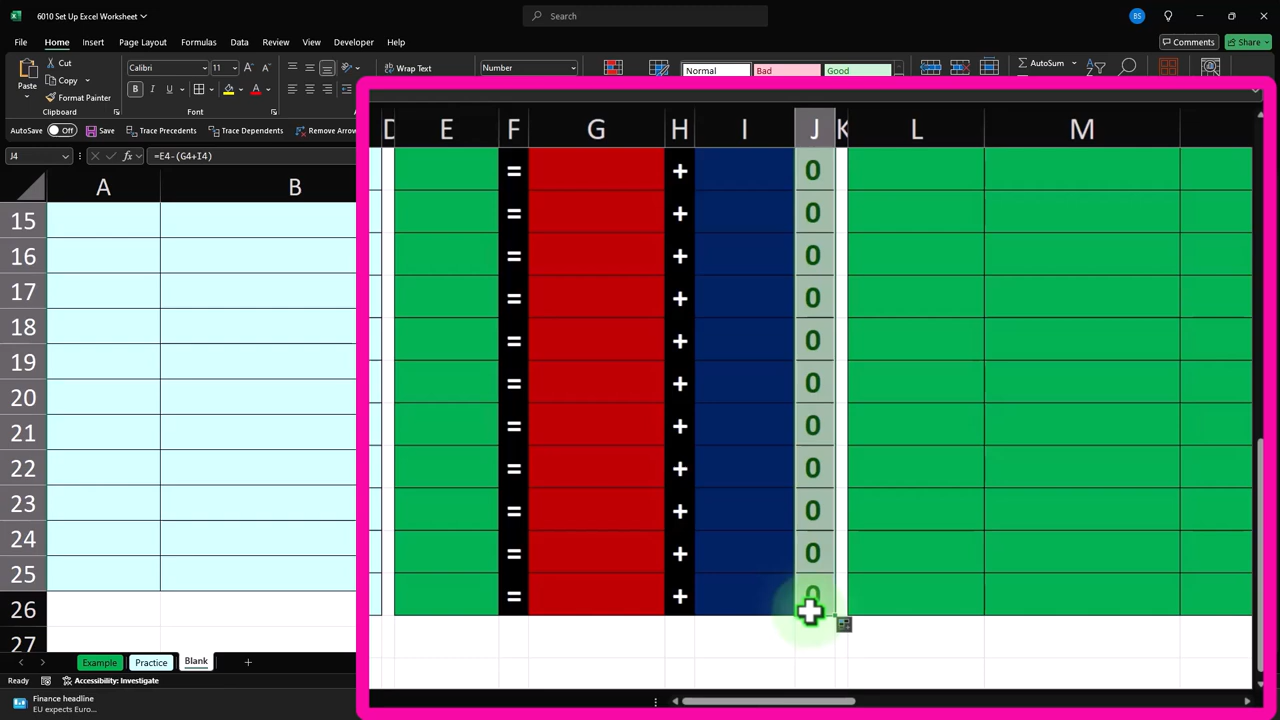 6010 Set Up Excel Worksheet
Search
BS
File Home Insert Page Layout Formulas Data Review View Developer Help
Comments Share
Paste Cut Copy Format Painter
Calibri 11
B I U
Wrap Text
Number
Normal Bad Good
AutoSum
Clipboard Font
AutoSave Off Save Trace Precedents Trace Dependents Remove Arrow
J4 fx =E4-(G4+I4)
A B
D E F G H I J K L M
15 = + 0
16 = + 0
17 = + 0
18 = + 0
19 = + 0
20 = + 0
21 = + 0
22 = + 0
23 = + 0
24 = + 0
25 = + 0
26
27
Example Practice Blank +
Ready Accessibility: Investigate
Finance headline
EU expects Euro...